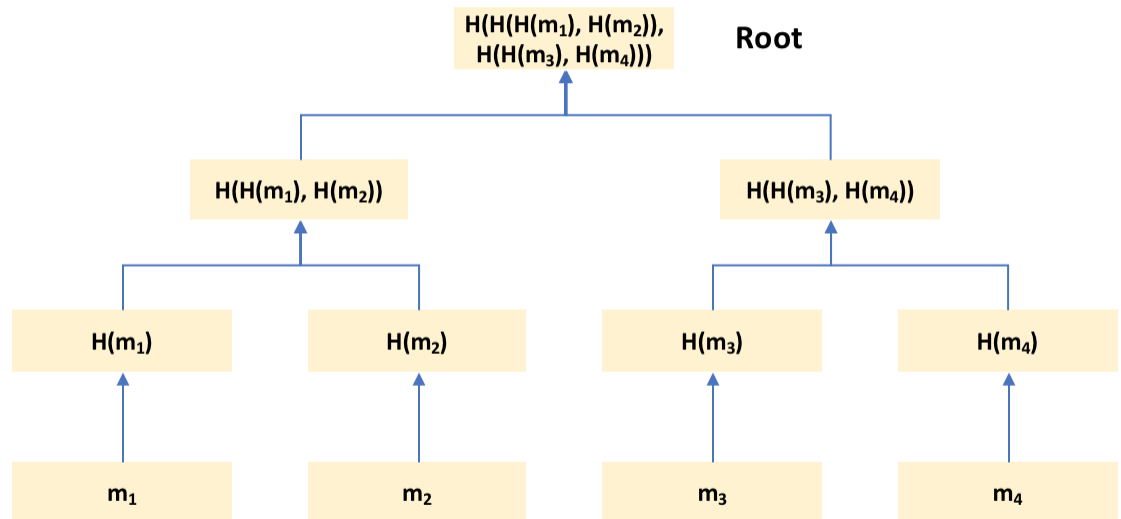 H(H(H(m₁), H(m₂)),
H(H(m₃), H(m₄)))
Root
H(H(m₁), H(m₂))
H(H(m₃), H(m₄))
H(m₁)
H(m₂)
H(m₃)
H(m₄)
m₁
m₂
m₃
m₄